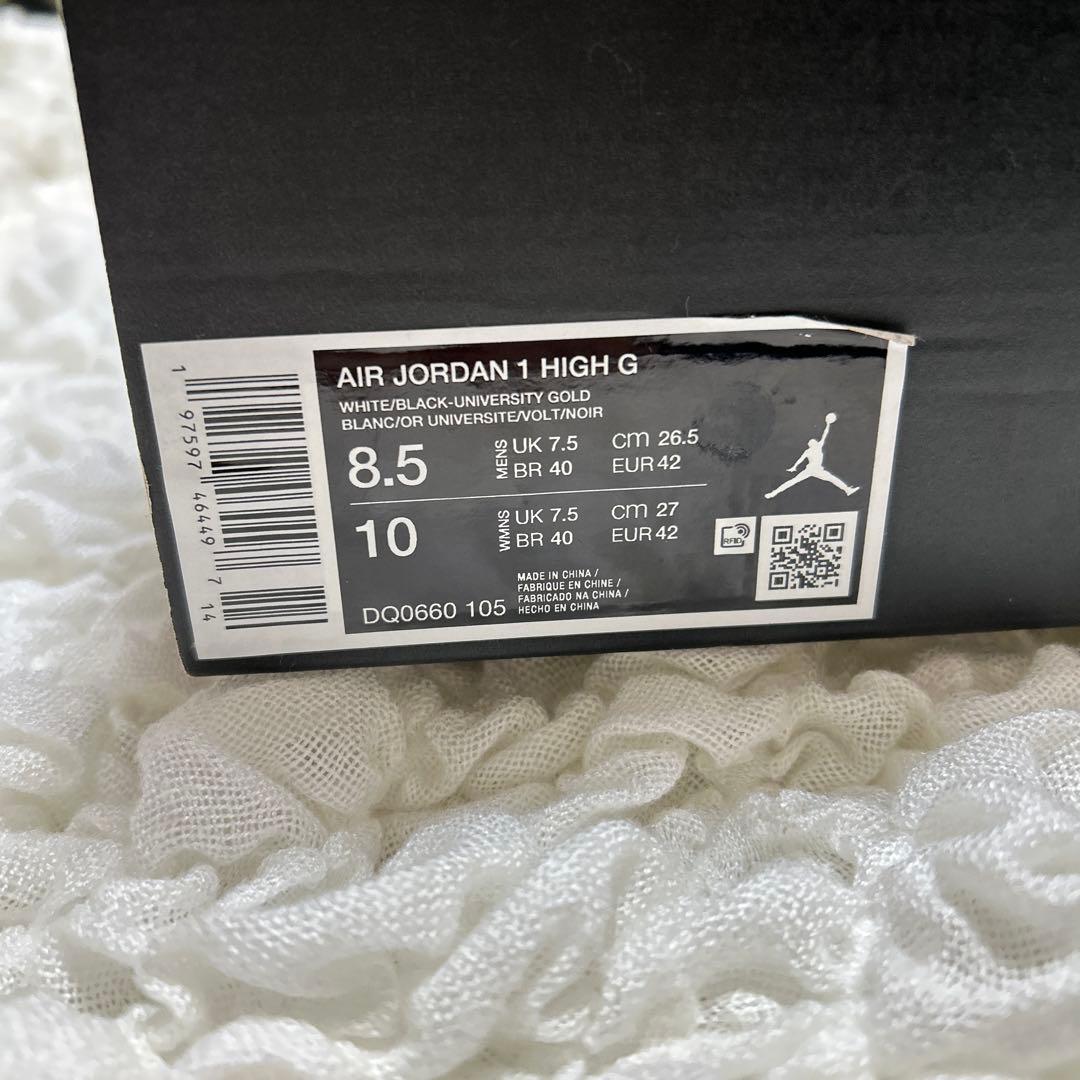 AIR JORDAN 1 HIGH G
WHITE/BLACK-UNIVERSITY GOLD
BLANC/OR UNIVERSITE/VOLT/NOIR
8.5 MENS UK 7.5 cm 26.5
BR 40 EUR 42
10 WMNS UK 7.5 cm 27
BR 40 EUR 42
RFID
MADE IN CHINA /
FABRIQUE EN CHINE /
FABRICADO NA CHINA /
DQ0660 105 HECHO EN CHINA
1 97597 46449 7 14